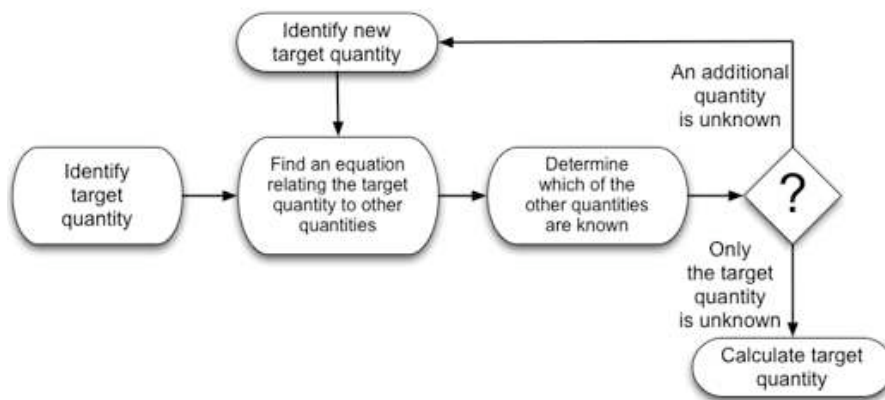 Identify new
target quantity
An additional
quantity
is unknown
Identify
target
quantity
Find an equation
relating the target
quantity to other
quantities
Determine
which of the
other quantities
are known
?
Only
the target
quantity
is unknown
Calculate target
quantity